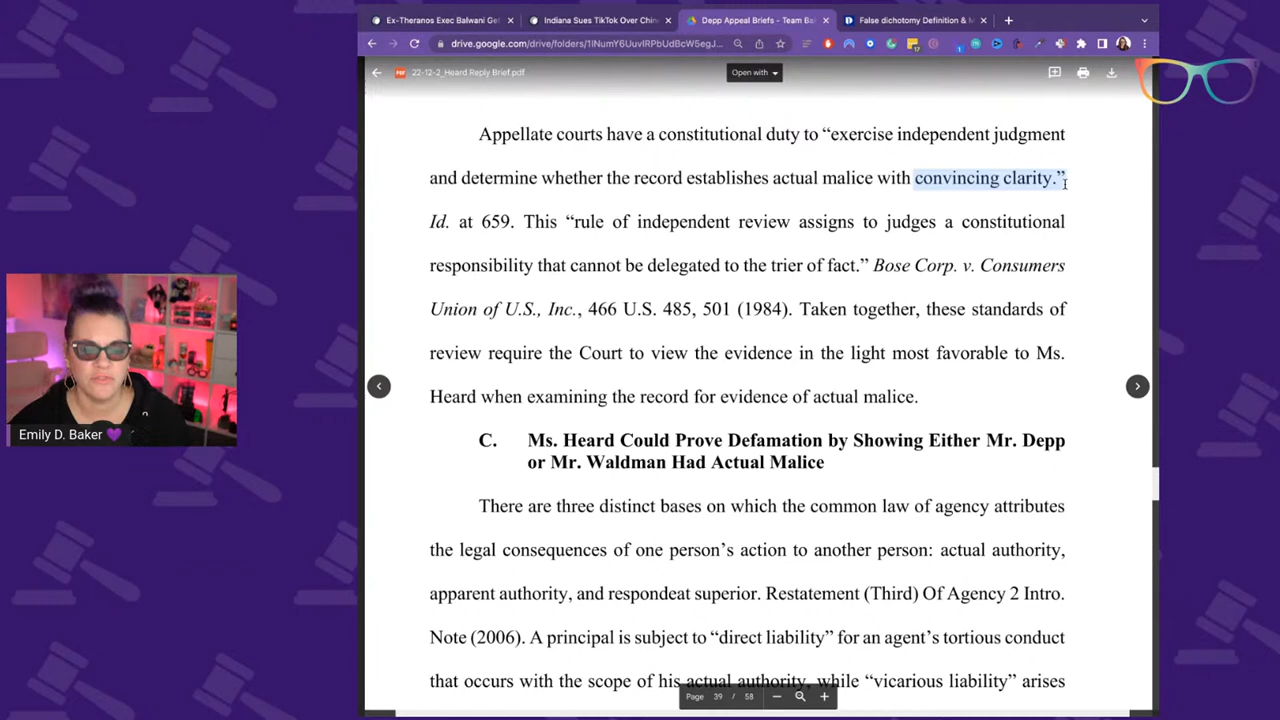 Ex-Theranos Exec Balwani Get
Indiana Sues TikTok Over Chin
Depp Appeal Briefs - Team Ba
False dichotomy Definition & M
drive.google.com/drive/folders/1lNumY6UuvIRPbUdBcW5egJ...
17
1
PDF
22-12-2_Heard.Reply Brief.pdf
Open with
Appellate courts have a constitutional duty to “exercise independent judgment
and determine whether the record establishes actual malice with convincing clarity.”
Id. at 659. This “rule of independent review assigns to judges a constitutional
responsibility that cannot be delegated to the trier of fact.” Bose Corp. v. Consumers
Union of U.S., Inc., 466 U.S. 485, 501 (1984). Taken together, these standards of
review require the Court to view the evidence in the light most favorable to Ms.
Heard when examining the record for evidence of actual malice.
C. Ms. Heard Could Prove Defamation by Showing Either Mr. Depp
or Mr. Waldman Had Actual Malice
There are three distinct bases on which the common law of agency attributes
the legal consequences of one person’s action to another person: actual authority,
apparent authority, and respondeat superior. Restatement (Third) Of Agency 2 Intro.
Note (2006). A principal is subject to “direct liability” for an agent’s tortious conduct
that occurs with the scope of his actual authority, while “vicarious liability” arises
Page 39 / 58
Emily D. Baker 💜